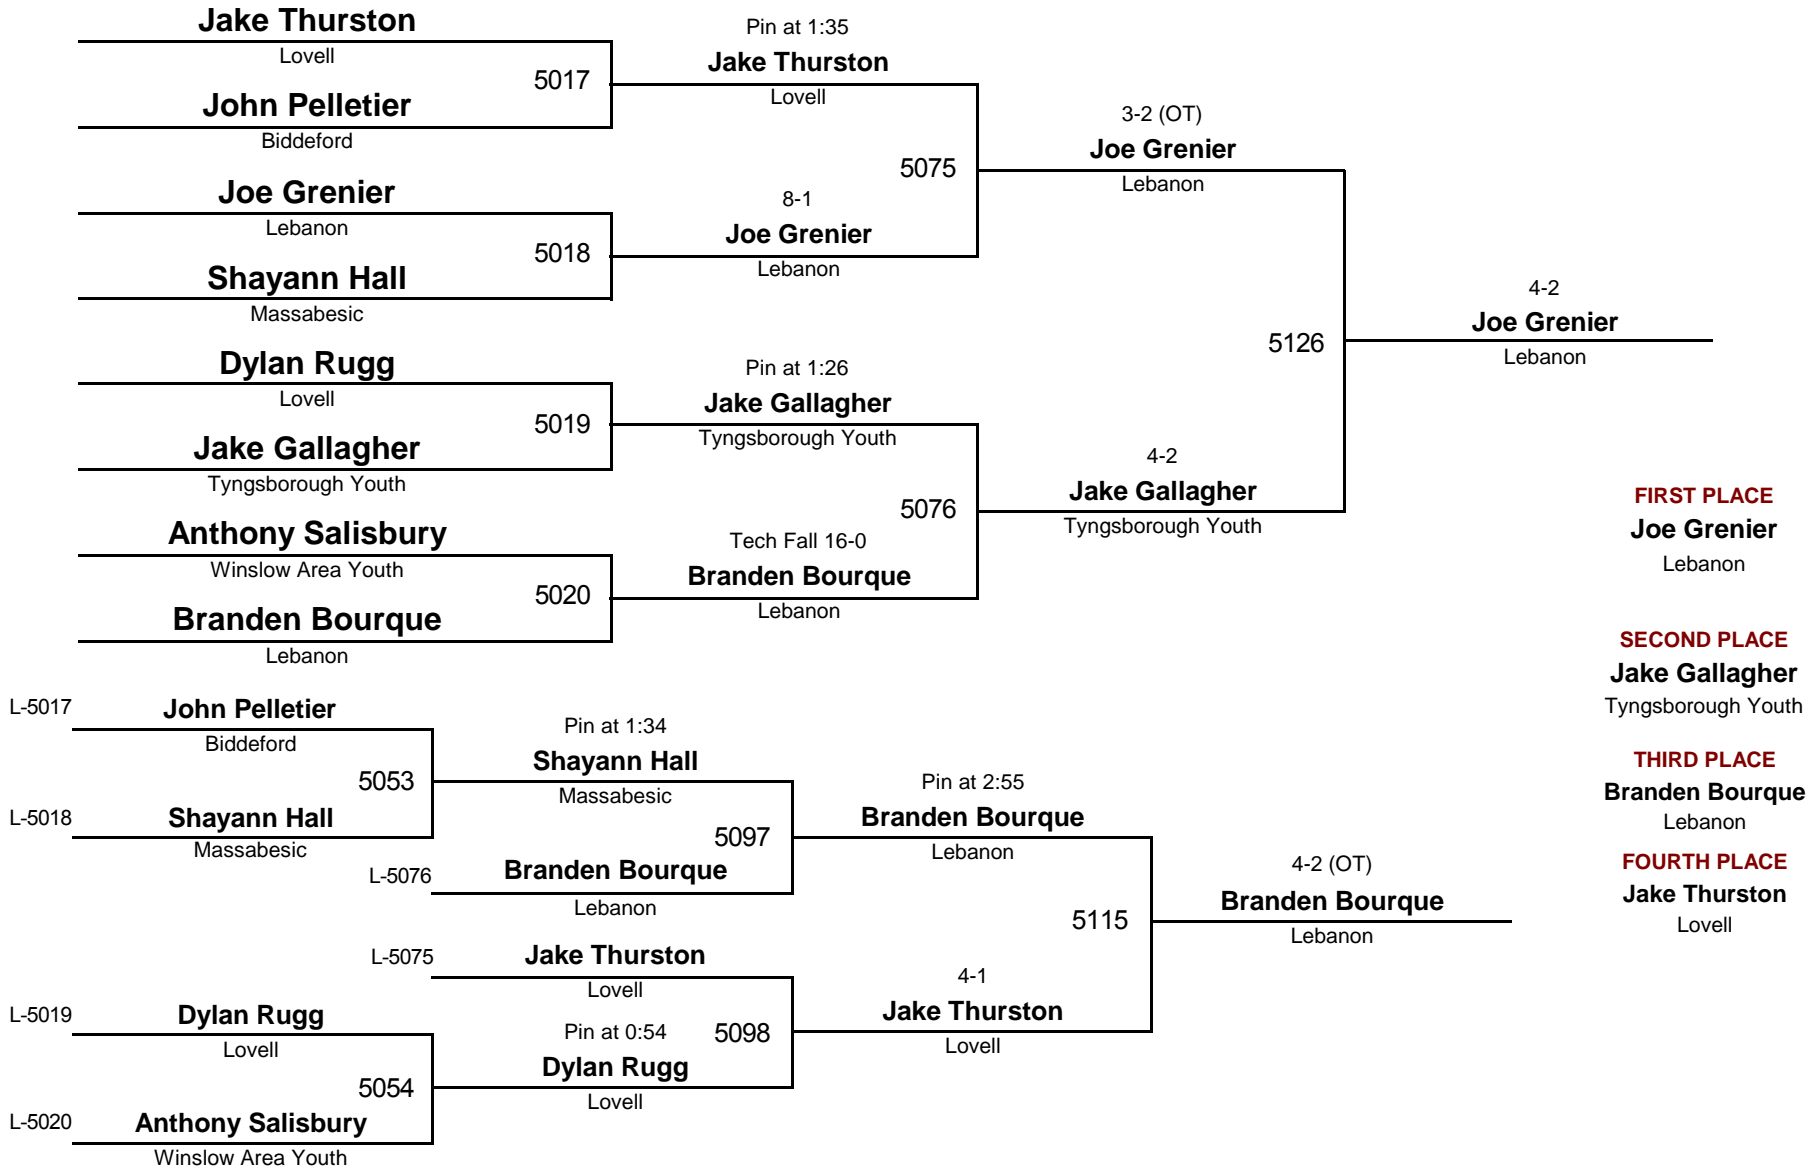 Jake Thurston
Lovell
5017
John Pelletier
Biddeford
Joe Grenier
Lebanon
5018
Shayann Hall
Massabesic
Dylan Rugg
Lovell
5019
Jake Gallagher
Tyngsborough Youth
Anthony Salisbury
Winslow Area Youth
5020
Branden Bourque
Lebanon
Pin at 1:35
Jake Thurston
Lovell
5075
8-1
Joe Grenier
Lebanon
Pin at 1:26
Jake Gallagher
Tyngsborough Youth
5076
Tech Fall 16-0
Branden Bourque
Lebanon
3-2 (OT)
Joe Grenier
Lebanon
5126
4-2
Jake Gallagher
Tyngsborough Youth
4-2
Joe Grenier
Lebanon
FIRST PLACE
Joe Grenier
Lebanon
SECOND PLACE
Jake Gallagher
Tyngsborough Youth
THIRD PLACE
Branden Bourque
Lebanon
FOURTH PLACE
Jake Thurston
Lovell
L-5017
John Pelletier
Biddeford
5053
L-5018
Shayann Hall
Massabesic
Pin at 1:34
Shayann Hall
Massabesic
5097
L-5076
Branden Bourque
Lebanon
L-5075
Jake Thurston
Lovell
L-5019
Dylan Rugg
Lovell
5054
L-5020
Anthony Salisbury
Winslow Area Youth
Pin at 0:54
5098
Dylan Rugg
Lovell
Pin at 2:55
Branden Bourque
Lebanon
5115
4-1
Jake Thurston
Lovell
4-2 (OT)
Branden Bourque
Lebanon